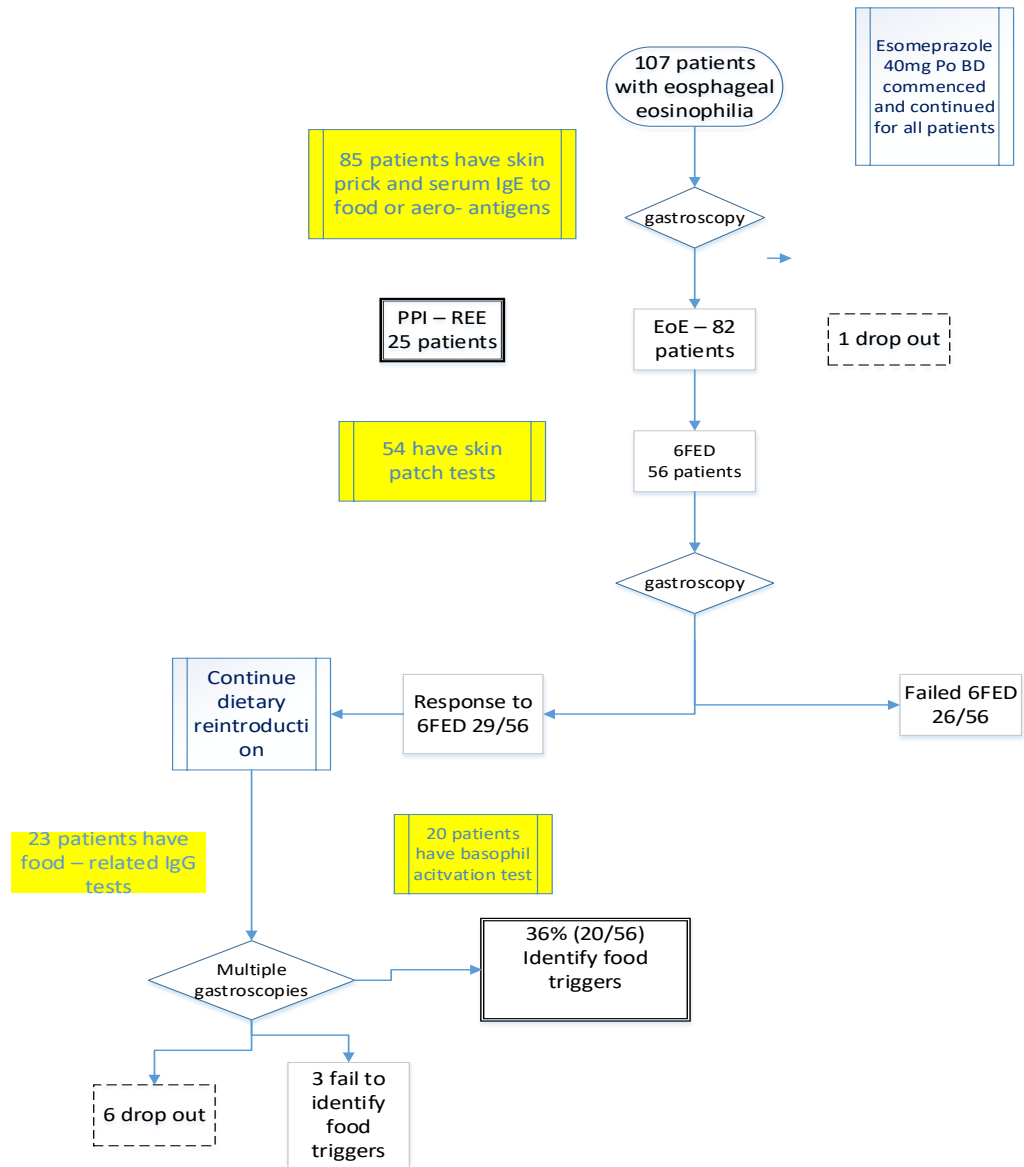 107 patients
with eosphageal
eosinophilia
Esomeprazole
40mg Po BD
commenced
and continued
for all patients
85 patients have skin
prick and serum IgE to
food or aero- antigens
gastroscopy
PPI – REE
25 patients
EoE – 82
patients
1 drop out
54 have skin
patch tests
6FED
56 patients
gastroscopy
Continue
dietary
reintroducti
on
Response to
6FED 29/56
Failed 6FED
26/56
23 patients have
food – related IgG
tests
20 patients
have basophil
acitvation test
36% (20/56)
Identify food
triggers
Multiple
gastroscopies
6 drop out
3 fail to
identify
food
triggers